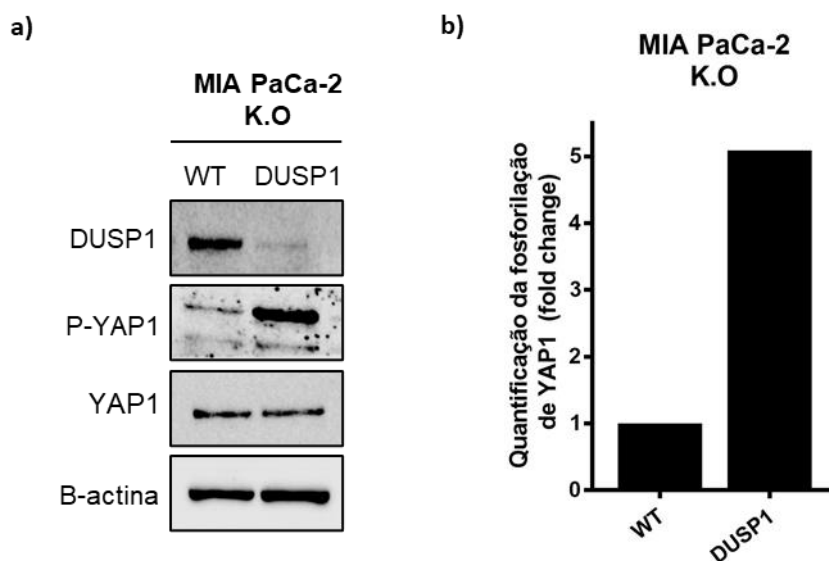 a)
MIA PaCa-2
K.O
WT DUSP1
DUSP1
P-YAP1
YAP1
B-actina
b)
MIA PaCa-2
K.O
Quantificação da fosforilação
de YAP1 (fold change)
5
4
3
2
1
0
WT
DUSP1